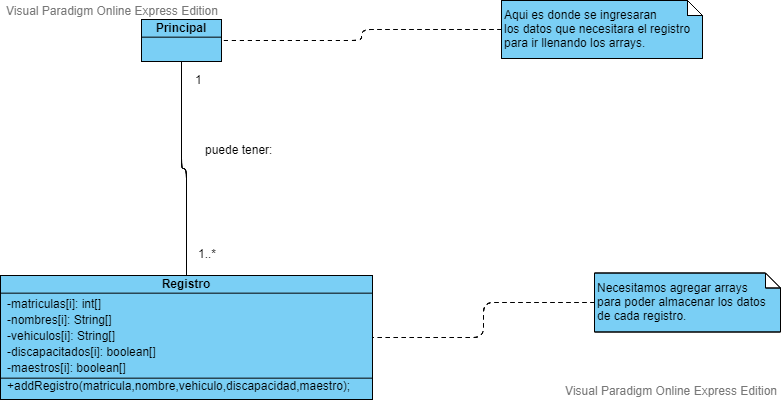 Visual Paradigm Online Express Edition
Principal
Aqui es donde se ingresaran
los datos que necesitara el registro
para ir llenando los arrays.
1
puede tener:
1..*
Registro
-matriculas[i]: int[]
-nombres[i]: String[]
-vehiculos[i]: String[]
-discapacitados[i]: boolean[]
-maestros[i]: boolean[]
+addRegistro(matricula,nombre,vehiculo,discapacidad,maestro);
Necesitamos agregar arrays
para poder almacenar los datos
de cada registro.
Visual Paradigm Online Express Edition